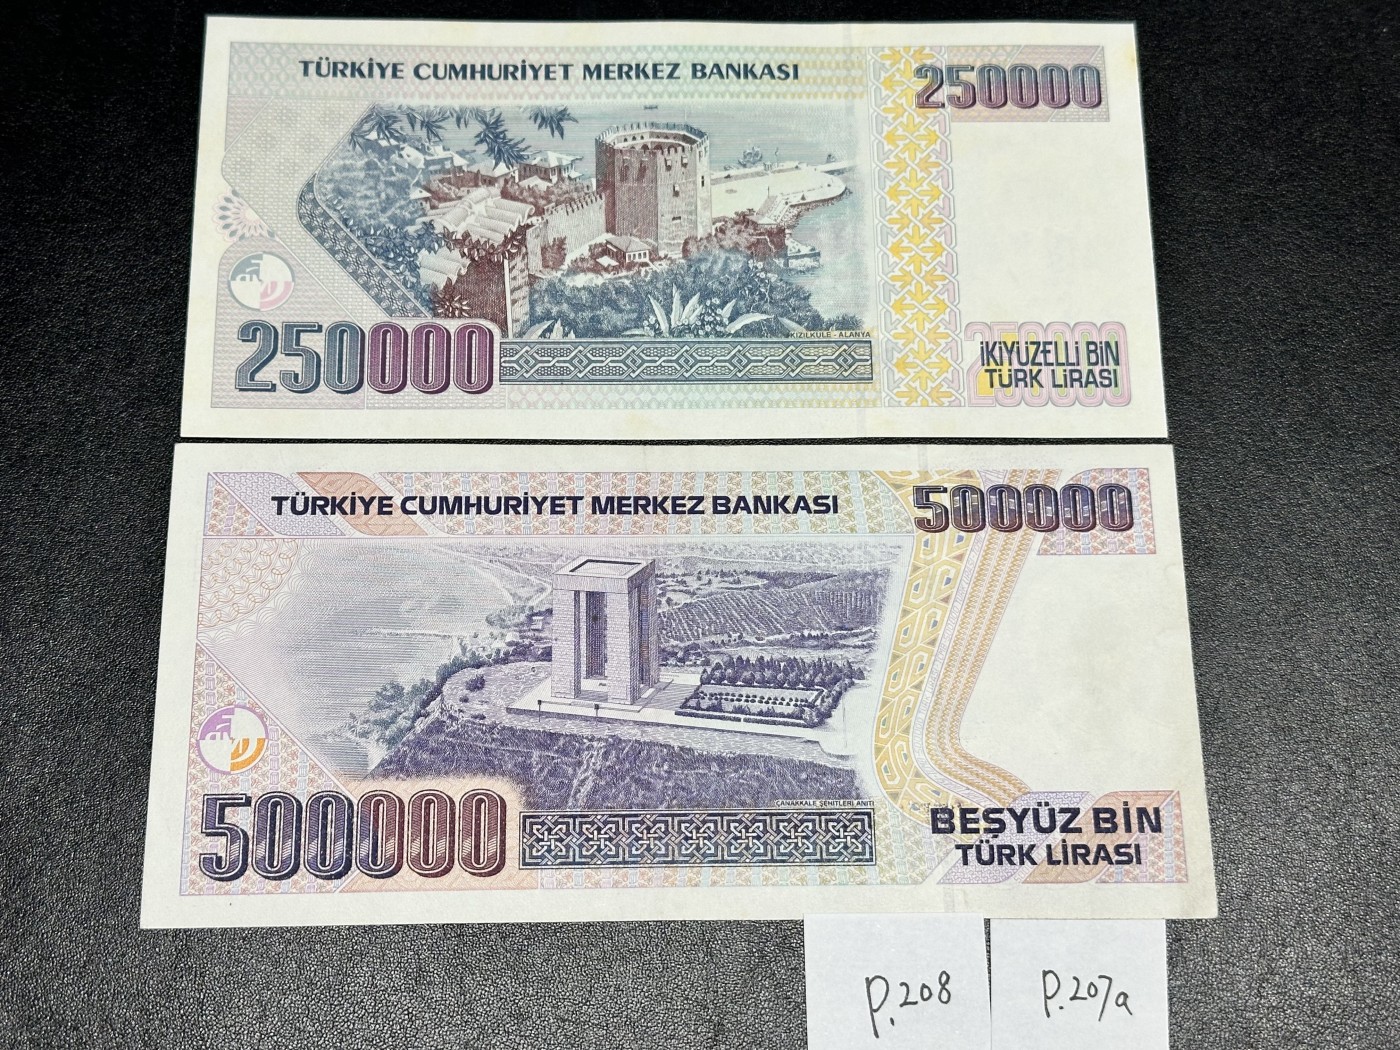 TÜRKİYE CUMHURİYET MERKEZ BANKASI
250000
KIZILKULE - ALANYA
250000
250000
İKİYÜZELLİ BİN
TÜRK LİRASI
TÜRKİYE CUMHURİYET MERKEZ BANKASI
500000
ÇANAKKALE ŞEHİTLERİ ANITI
500000
BEŞYÜZ BİN
TÜRK LİRASI
P.208
P.207a